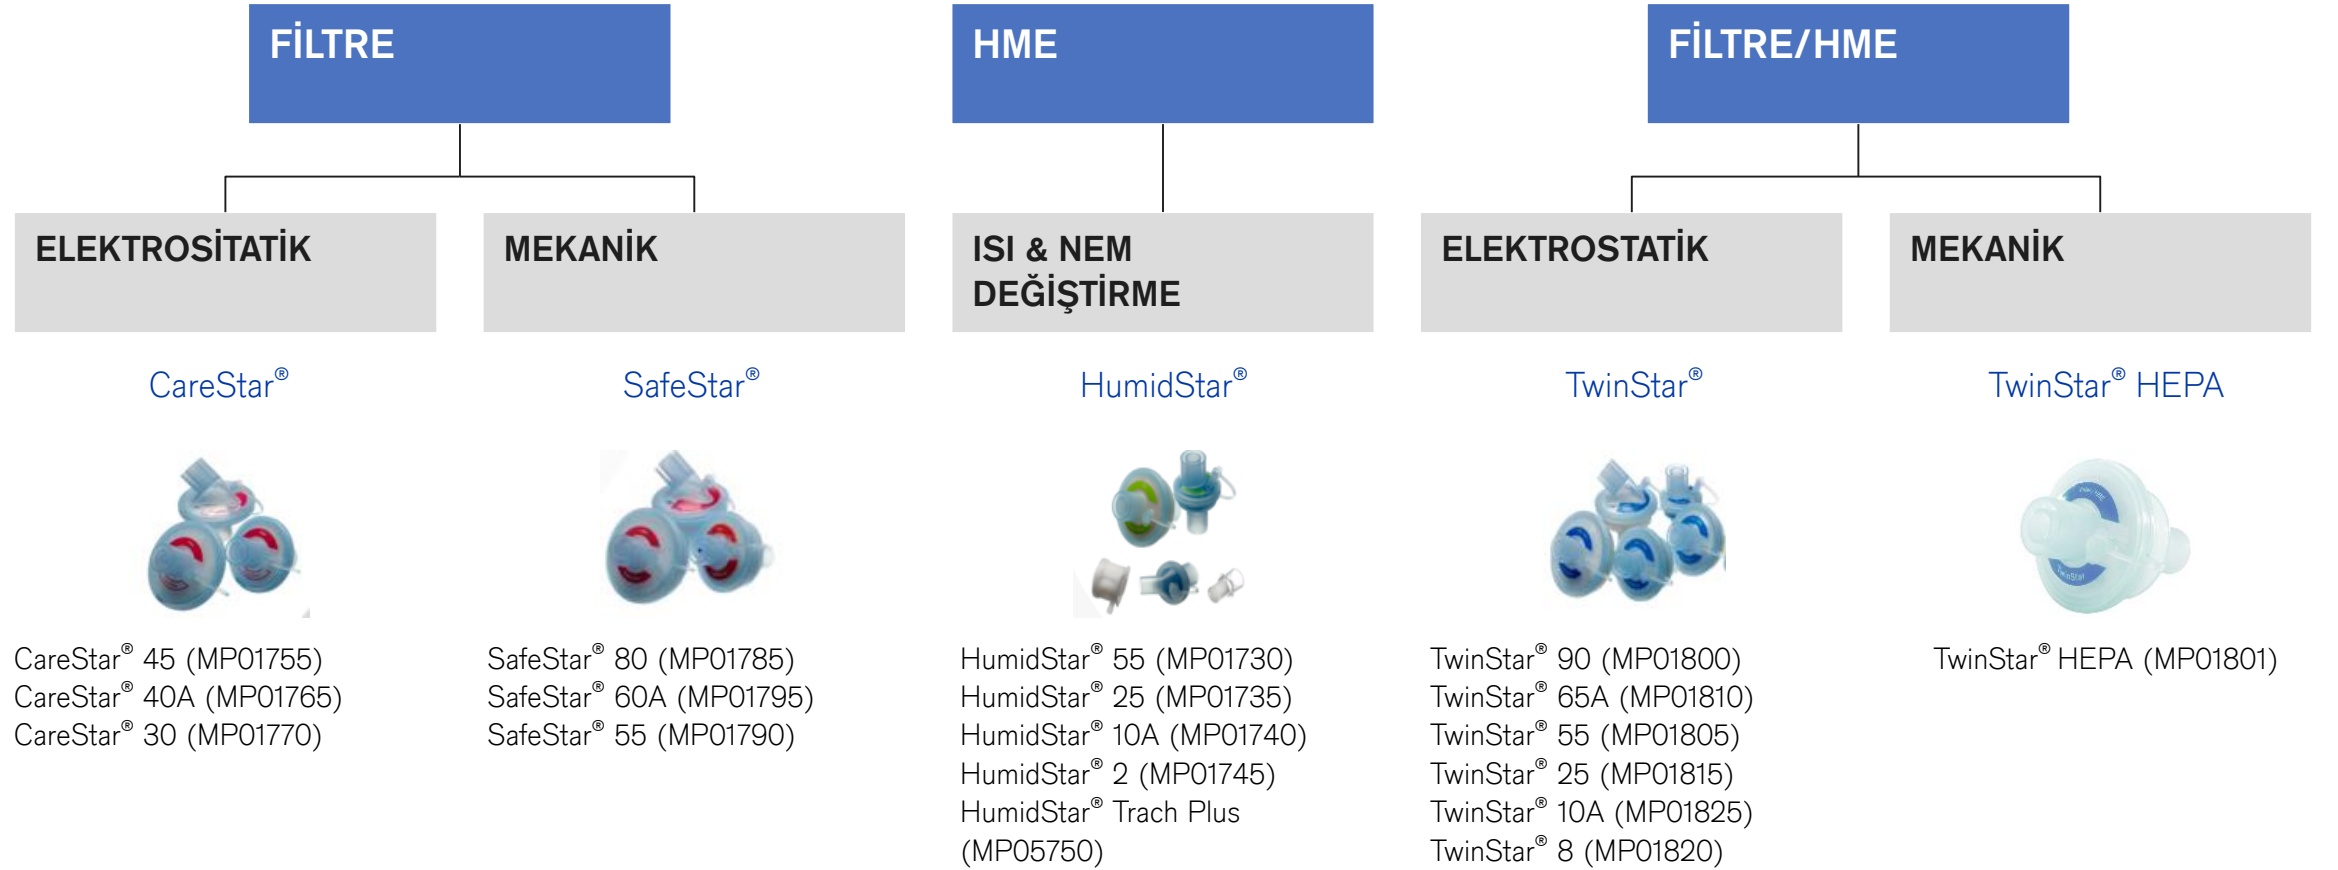 FİLTRE
HME
FİLTRE/HME
ELEKTROSİTATİK
MEKANİK
ISI & NEM
DEĞİŞTİRME
ELEKTROSTATİK
MEKANİK
CareStar®
SafeStar®
HumidStar®
TwinStar®
TwinStar® HEPA
TwinStar
CareStar® 45 (MP01755)
CareStar® 40A (MP01765)
CareStar® 30 (MP01770)
SafeStar® 80 (MP01785)
SafeStar® 60A (MP01795)
SafeStar® 55 (MP01790)
HumidStar® 55 (MP01730)
HumidStar® 25 (MP01735)
HumidStar® 10A (MP01740)
HumidStar® 2 (MP01745)
HumidStar® Trach Plus
(MP05750)
TwinStar® 90 (MP01800)
TwinStar® 65A (MP01810)
TwinStar® 55 (MP01805)
TwinStar® 25 (MP01815)
TwinStar® 10A (MP01825)
TwinStar® 8 (MP01820)
TwinStar® HEPA (MP01801)